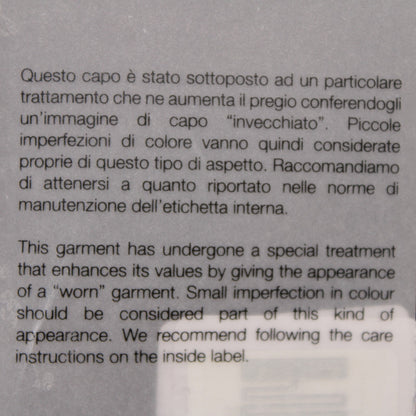 Questo capo è stato sottoposto ad un particolare
trattamento che ne aumenta il pregio conferendogli
un'immagine di capo "invecchiato". Piccole
imperfezioni di colore vanno quindi considerate
proprie di questo tipo di aspetto. Raccomandiamo
di attenersi a quanto riportato nelle norme di
manutenzione dell'etichetta interna.
This garment has undergone a special treatment
that enhances its values by giving the appearance
of a "worn" garment. Small imperfection in colour
should be considered part of this kind of
appearance. We recommend following the care
instructions on the inside label.